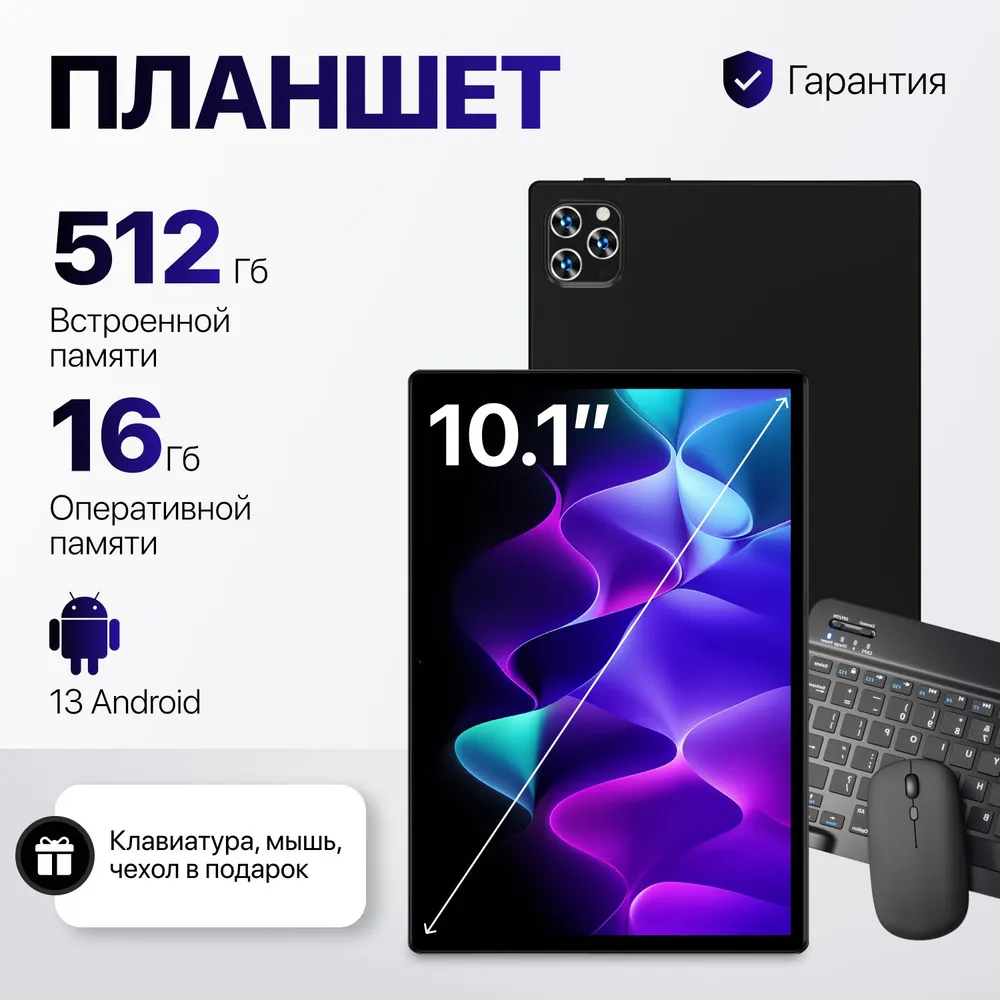 ПЛАНШЕТ
Гарантия
512 Гб
Встроенной
памяти
16 Гб
Оперативной
памяти
13 Android
10.1"
Клавиатура, мышь,
чехол в подарок